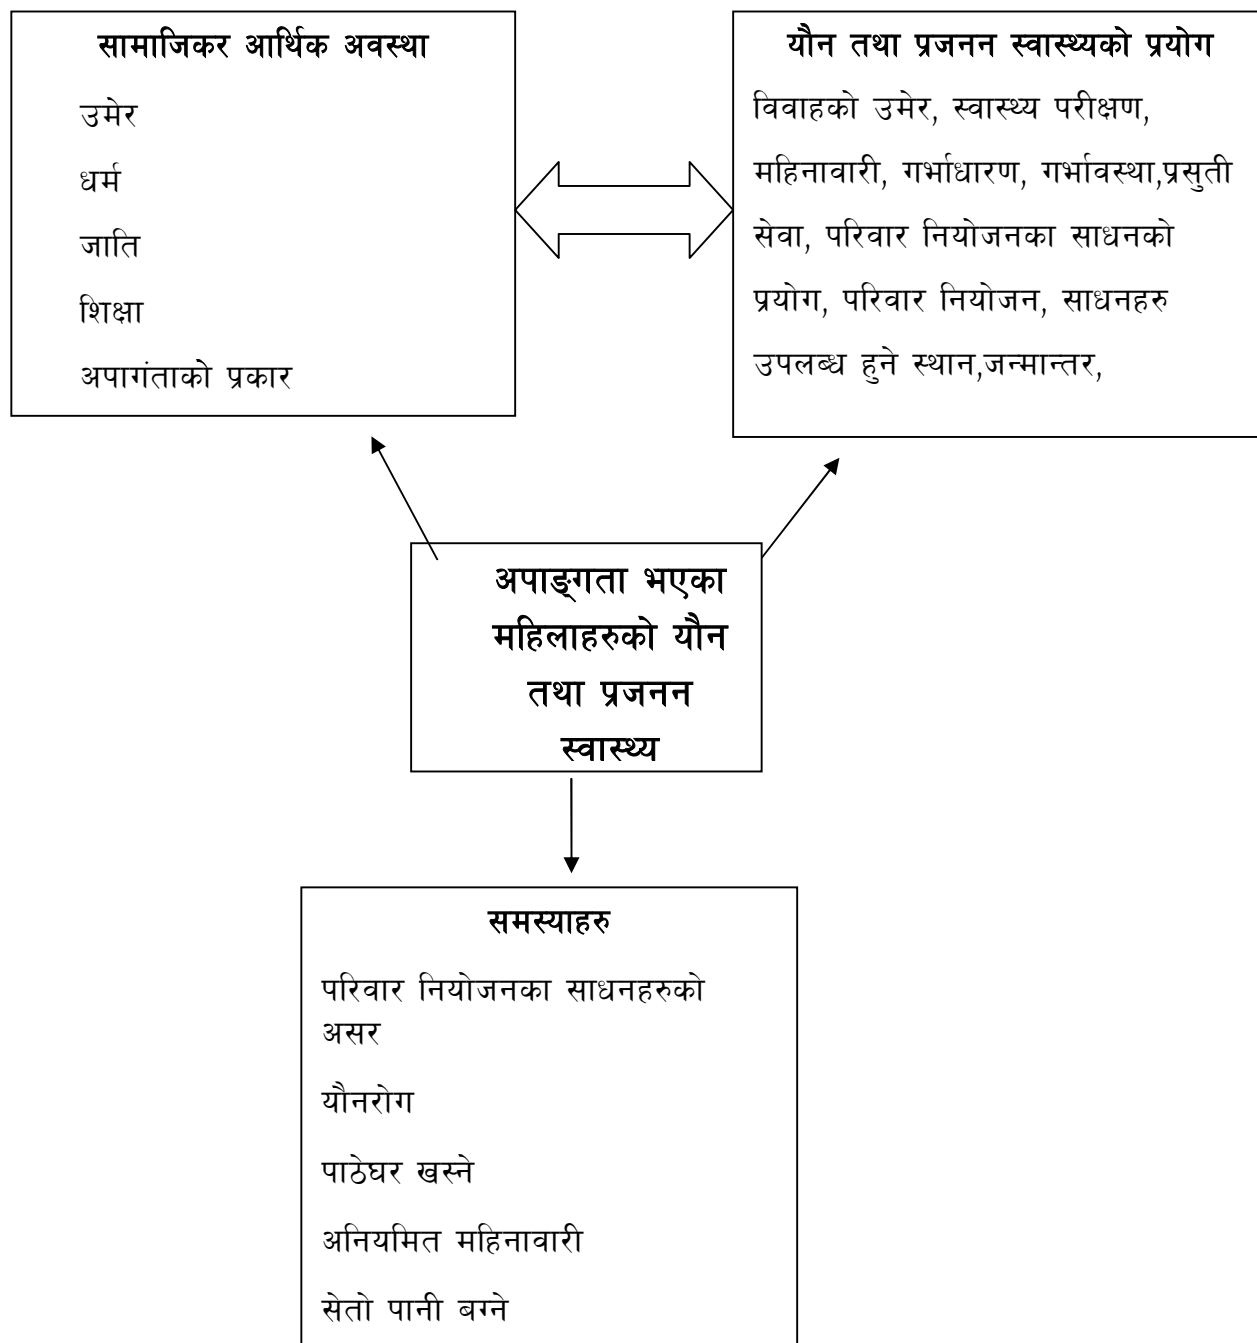 सामाजिकर आर्थिक अवस्था
उमेर
धर्म
जाति
शिक्षा
अपागंताको प्रकार
यौन तथा प्रजनन स्वास्थ्यको प्रयोग
विवाहको उमेर, स्वास्थ्य परीक्षण,
महिनावारी, गर्भाधारण, गर्भावस्था,प्रसुती
सेवा, परिवार नियोजनका साधनको
प्रयोग, परिवार नियोजन, साधनहरु
उपलब्ध हुने स्थान,जन्मान्तर,
अपाङ्गता भएका
महिलाहरुको यौन
तथा प्रजनन
स्वास्थ्य
समस्याहरु
परिवार नियोजनका साधनहरुको
असर
यौनरोग
पाठेघर खस्ने
अनियमित महिनावारी
सेतो पानी बग्ने